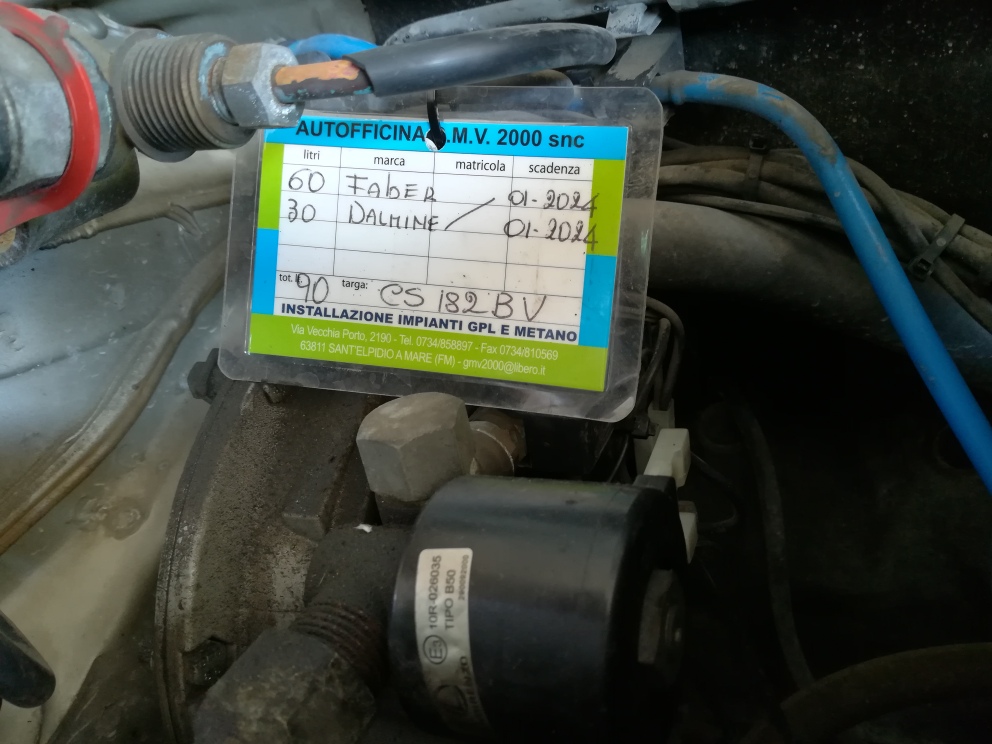 AUTOFFICINA .M.V. 2000 snc
litri marca matricola scadenza
60 FABER 01-2024
30 DALMINE / 01-2024
tot. 90 targa: CS 182 BV
INSTALLAZIONE IMPIANTI GPL E METANO
Via Vecchia Porto, 2190 - Tel. 0734/858897 - Fax 0734/810569
63811 SANT'ELPIDIO A MARE (FM) - gmv2000@libero.it
10R-026035
TIPO B50